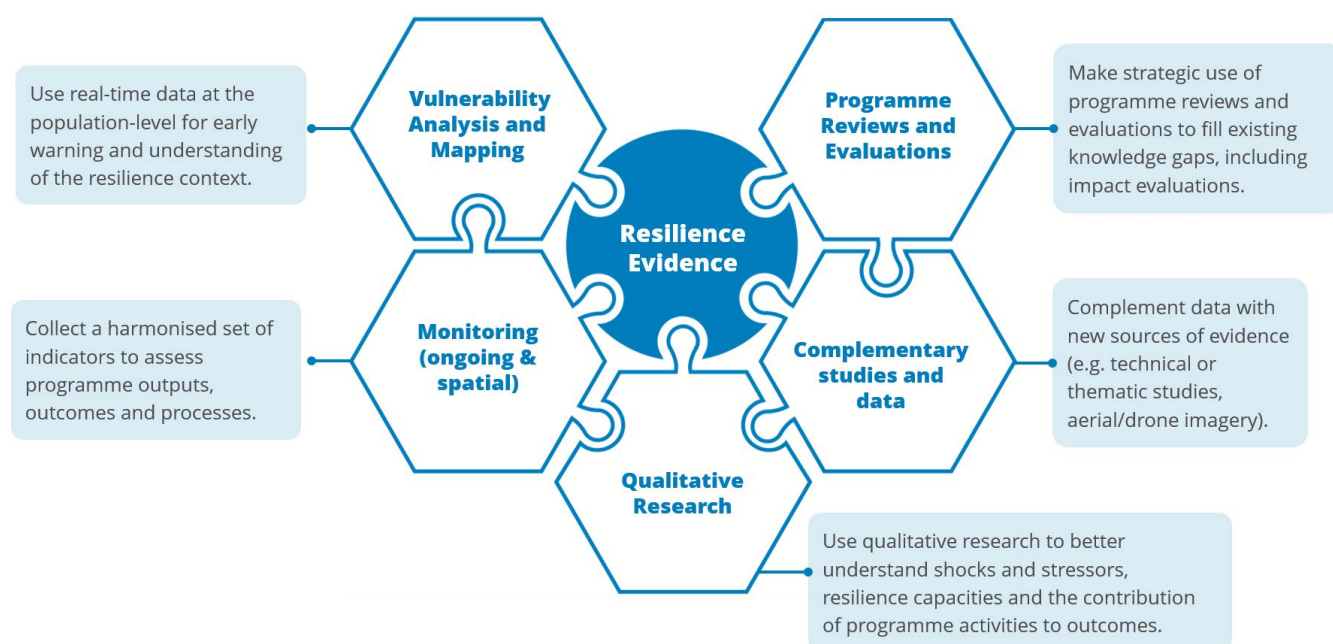 Use real-time data at the
population-level for early
warning and understanding
of the resilience context.
Vulnerability
Analysis and
Mapping
Programme
Reviews and
Evaluations
Make strategic use of
programme reviews and
evaluations to fill existing
knowledge gaps, including
impact evaluations.
Resilience
Evidence
Collect a harmonised set of
indicators to assess
programme outputs,
outcomes and processes.
Monitoring
(ongoing &
spatial)
Complementary
studies and
data
Complement data with
new sources of evidence
(e.g. technical or
thematic studies,
aerial/drone imagery).
Qualitative
Research
Use qualitative research to better
understand shocks and stressors,
resilience capacities and the contribution
of programme activities to outcomes.